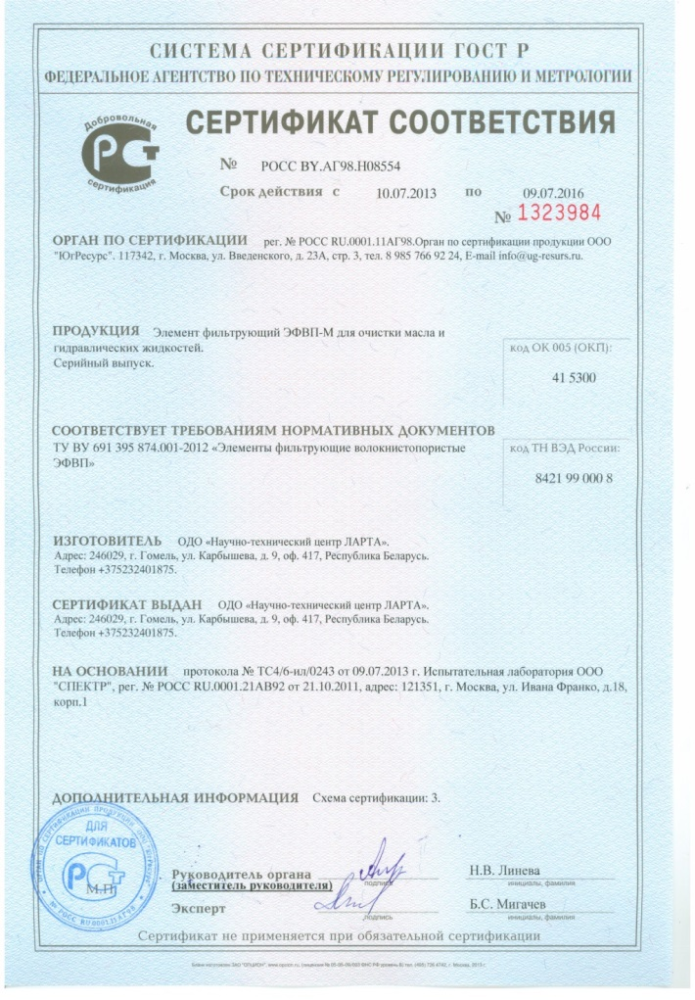 СИСТЕМА СЕРТИФИКАЦИИ ГОСТ Р
ФЕДЕРАЛЬНОЕ АГЕНТСТВО ПО ТЕХНИЧЕСКОМУ РЕГУЛИРОВАНИЮ И МЕТРОЛОГИИ
Добровольная
РСТ
сертификация
СЕРТИФИКАТ СООТВЕТСТВИЯ
№ РОСС BY.АГ98.Н08554
Срок действия с 10.07.2013 по 09.07.2016
№ 1323984
ОРГАН ПО СЕРТИФИКАЦИИ рег. № РОСС RU.0001.11АГ98.Орган по сертификации продукции ООО
"ЮгРесурс". 117342, г. Москва, ул. Введенского, д. 23А, стр. 3, тел. 8 985 766 92 24, E-mail info@ug-resurs.ru.
ПРОДУКЦИЯ Элемент фильтрующий ЭФВП-М для очистки масла и
гидравлических жидкостей.
Серийный выпуск.
код ОК 005 (ОКП):
41 5300
СООТВЕТСТВУЕТ ТРЕБОВАНИЯМ НОРМАТИВНЫХ ДОКУМЕНТОВ
ТУ BY 691 395 874.001-2012 «Элементы фильтрующие волокнистопористые
ЭФВП»
код ТН ВЭД России:
8421 99 000 8
ИЗГОТОВИТЕЛЬ ОДО «Научно-технический центр ЛАРТА».
Адрес: 246029, г. Гомель, ул. Карбышева, д. 9, оф. 417, Республика Беларусь.
Телефон +375232401875.
СЕРТИФИКАТ ВЫДАН ОДО «Научно-технический центр ЛАРТА».
Адрес: 246029, г. Гомель, ул. Карбышева, д. 9, оф. 417, Республика Беларусь.
Телефон +375232401875.
НА ОСНОВАНИИ протокола № ТС4/6-ил/0243 от 09.07.2013 г. Испытательная лаборатория ООО
"СПЕКТР", рег. № РОСС RU.0001.21АВ92 от 21.10.2011, адрес: 121351, г. Москва, ул. Ивана Франко, д.18,
корп.1
ДОПОЛНИТЕЛЬНАЯ ИНФОРМАЦИЯ Схема сертификации: 3.
ОРГАН ПО СЕРТИФИКАЦИИ ПРОДУКЦИИ ООО "ЮГРЕСУРС"
ДЛЯ
СЕРТИФИКАТОВ
РСТ
М.П.
№ РОСС RU.0001.11АГ98
Руководитель органа
(заместитель руководителя)
подпись
Н.В. Линева
инициалы, фамилия
Эксперт
подпись
Б.С. Мигачев
инициалы, фамилия
Сертификат не применяется при обязательной сертификации